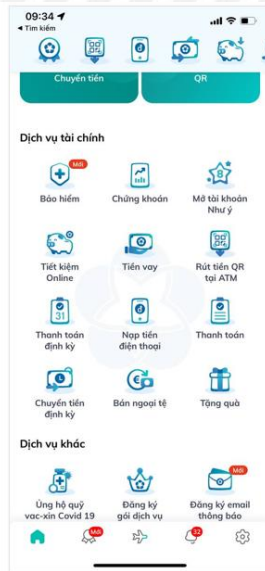 09:34
◀ Tìm kiếm
Chuyển tiền
QR
Dịch vụ tài chính
Mới
Bảo hiểm
Chứng khoán
8
Mở tài khoản
Như ý
Tiết kiệm
Online
Tiền vay
Rút tiền QR
tại ATM
31
Thanh toán
định kỳ
Nạp tiền
điện thoại
Thanh toán
Chuyển tiền
định kỳ
Bán ngoại tệ
Tặng quà
Dịch vụ khác
Mới
Ủng hộ quỹ
vac-xin Covid 19
Đăng ký
gói dịch vụ
Đăng ký email
thông báo
Mới
32